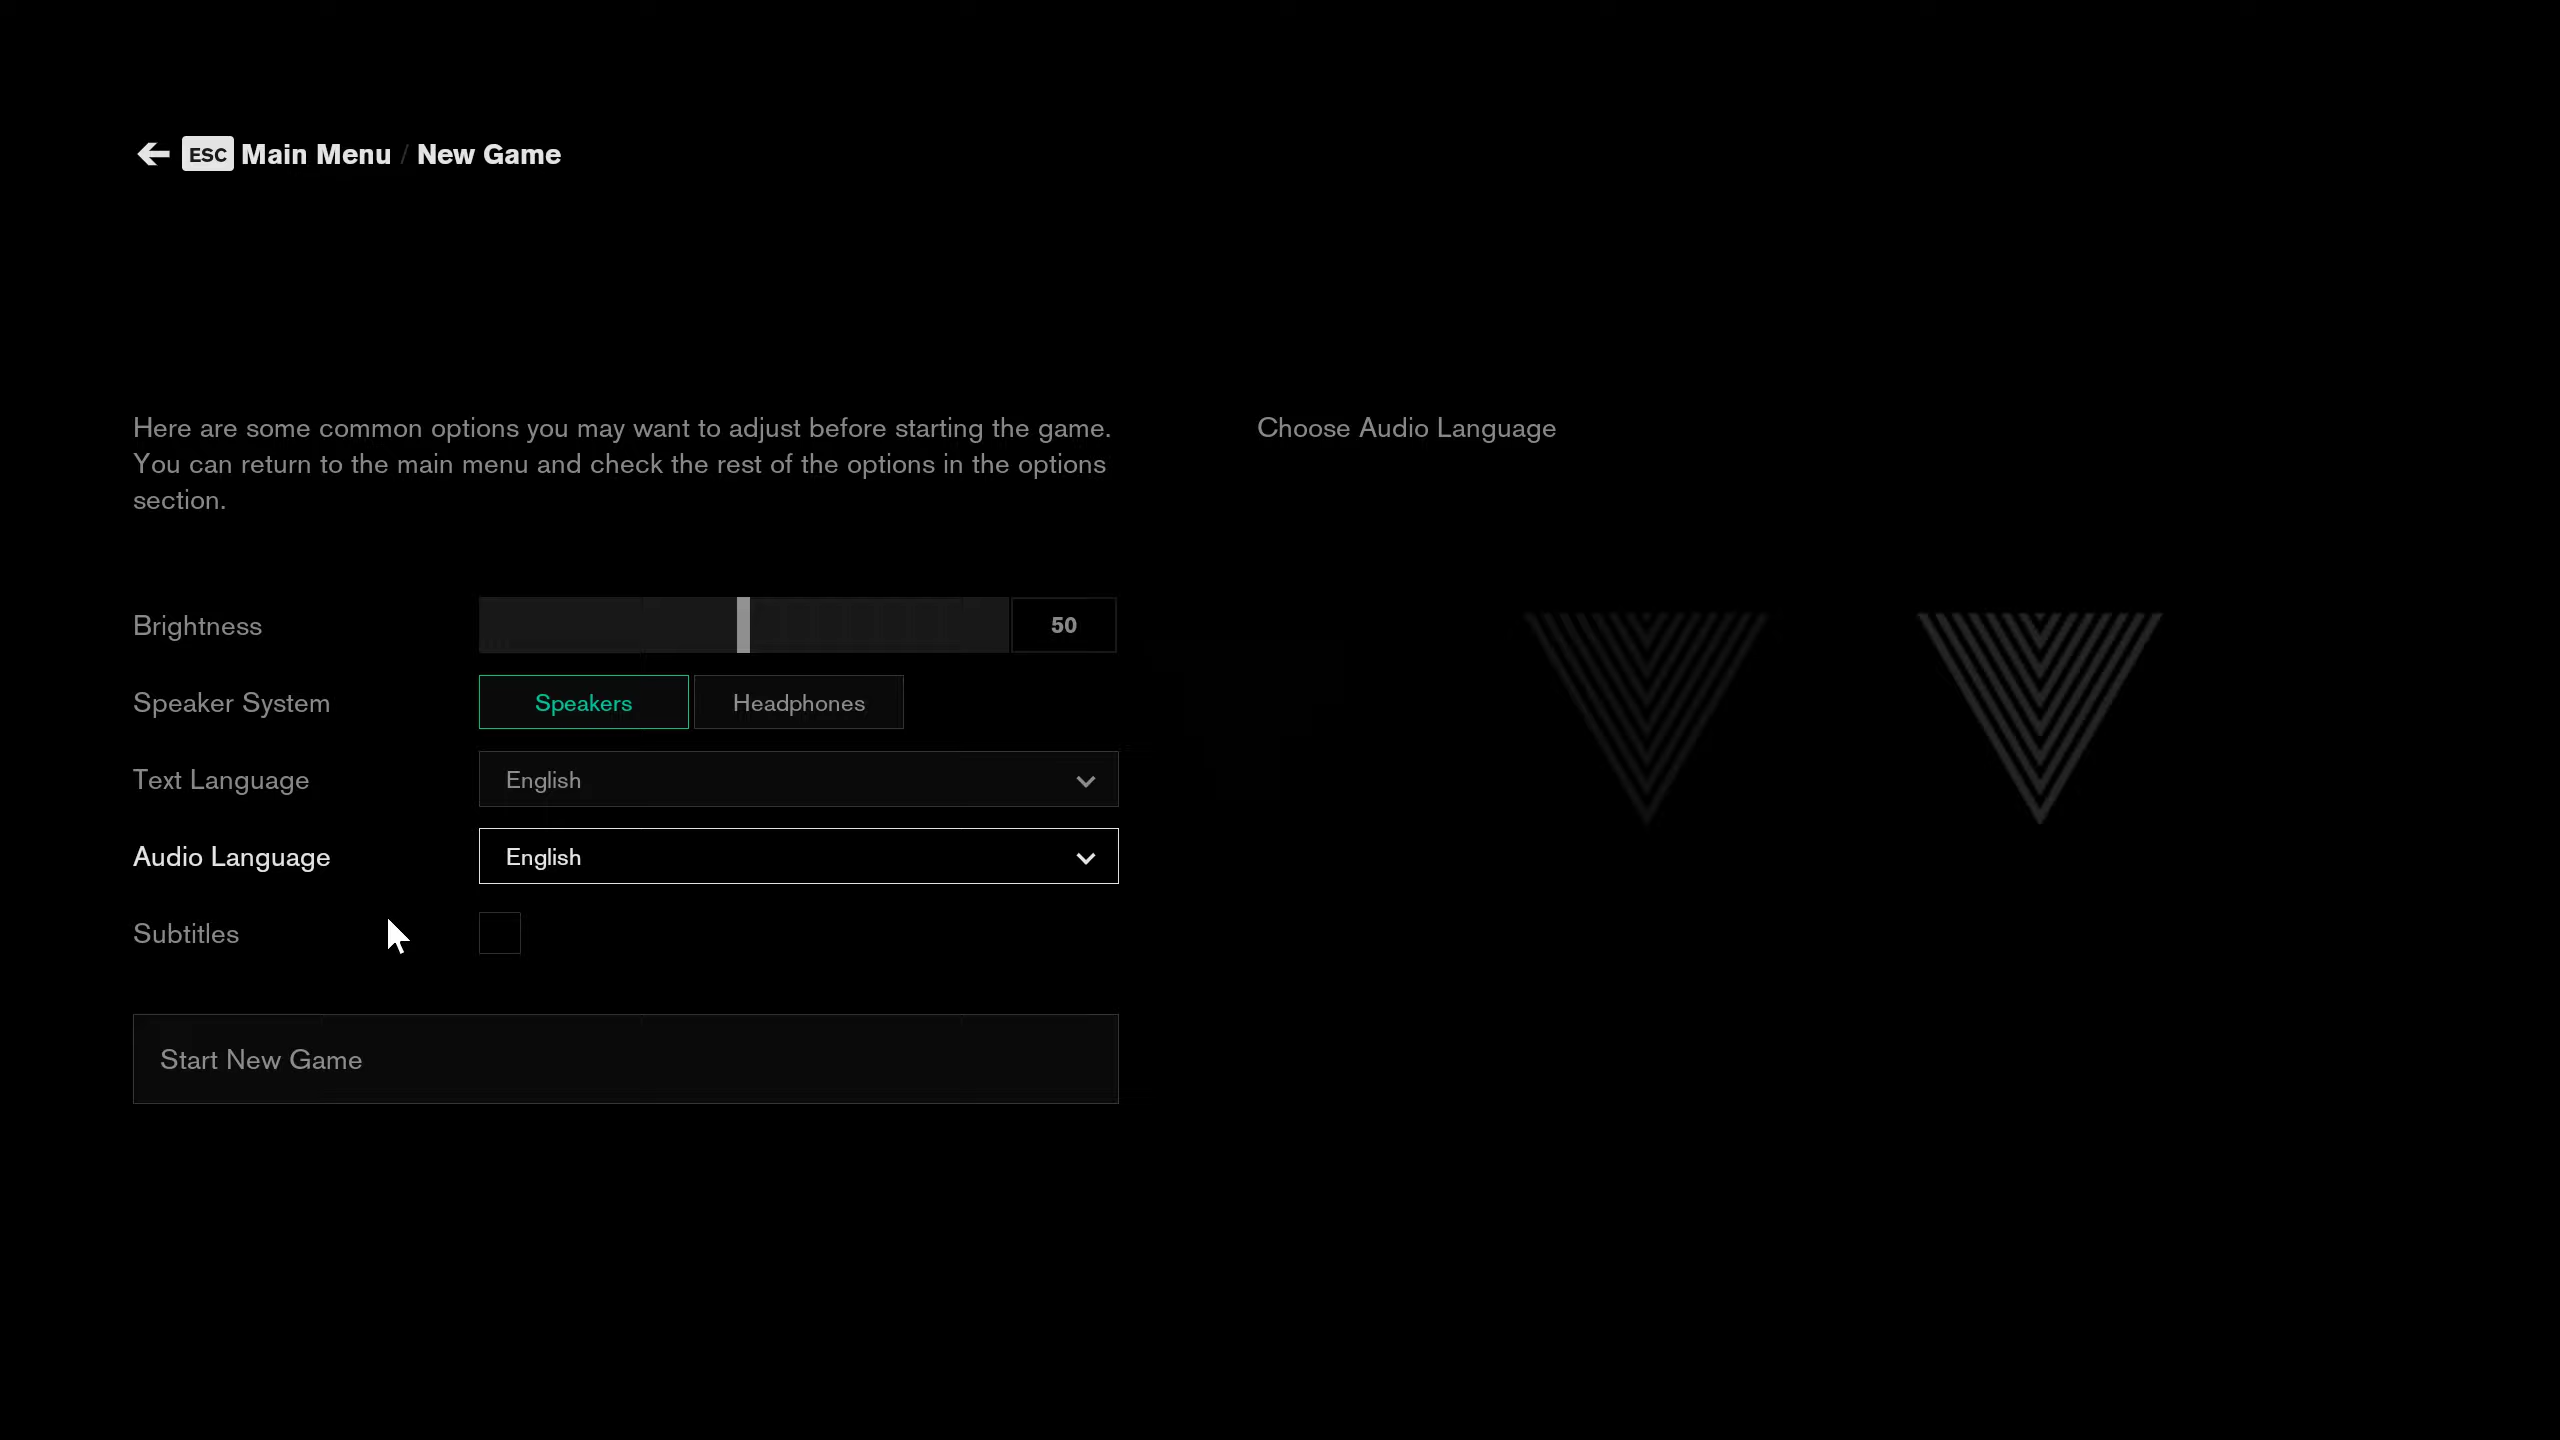 ESC Main Menu / New Game
Here are some common options you may want to adjust before starting the game.
You can return to the main menu and check the rest of the options in the options
section.
Choose Audio Language
Brightness 50
Speaker System Speakers Headphones
Text Language English
Audio Language English
Subtitles
Start New Game